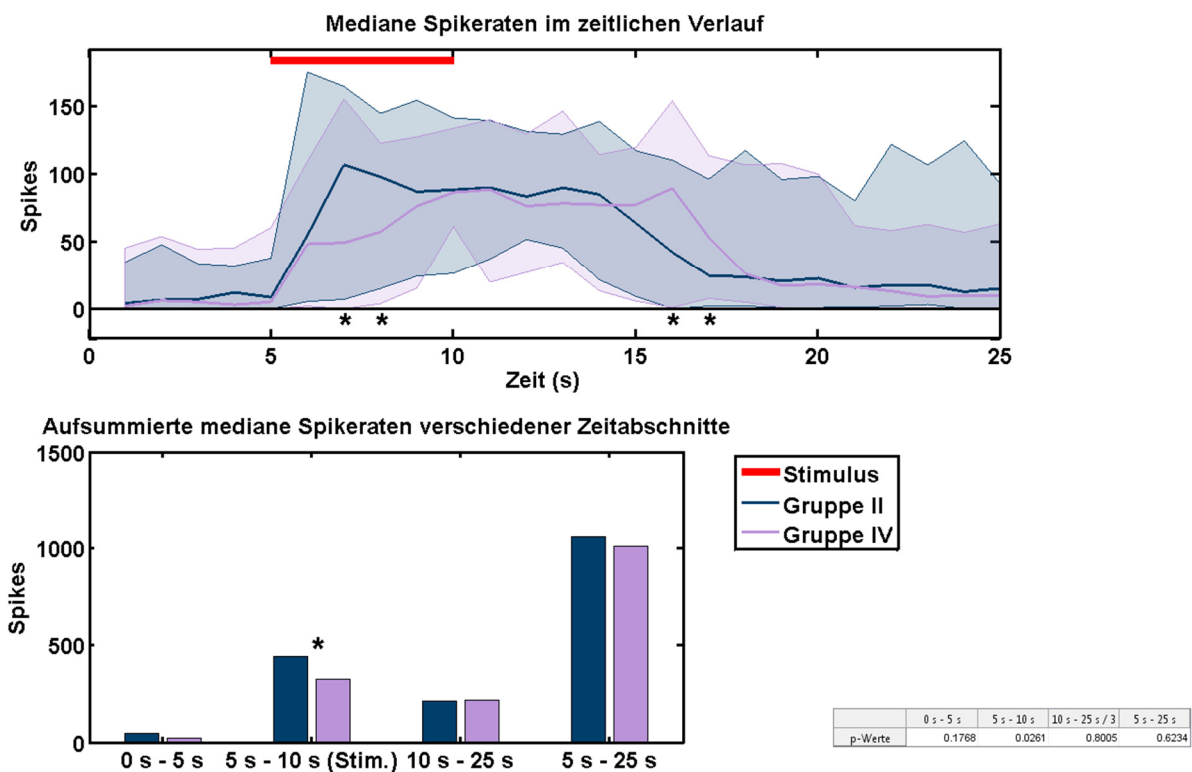 Mediane Spikeraten im zeitlichen Verlauf
150
100
50
0
Spikes
* * * *
0 5 10 15 20 25
Zeit (s)
Aufsummierte mediane Spikeraten verschiedener Zeitabschnitte
1500
1000
500
0
Spikes
*
0 s - 5 s 5 s - 10 s (Stim.) 10 s - 25 s 5 s - 25 s
Stimulus
Gruppe II
Gruppe IV
0 s - 5 s 5 s - 10 s 10 s - 25 s / 3 5 s - 25 s
p-Werte 0.1768 0.0261 0.8005 0.6234